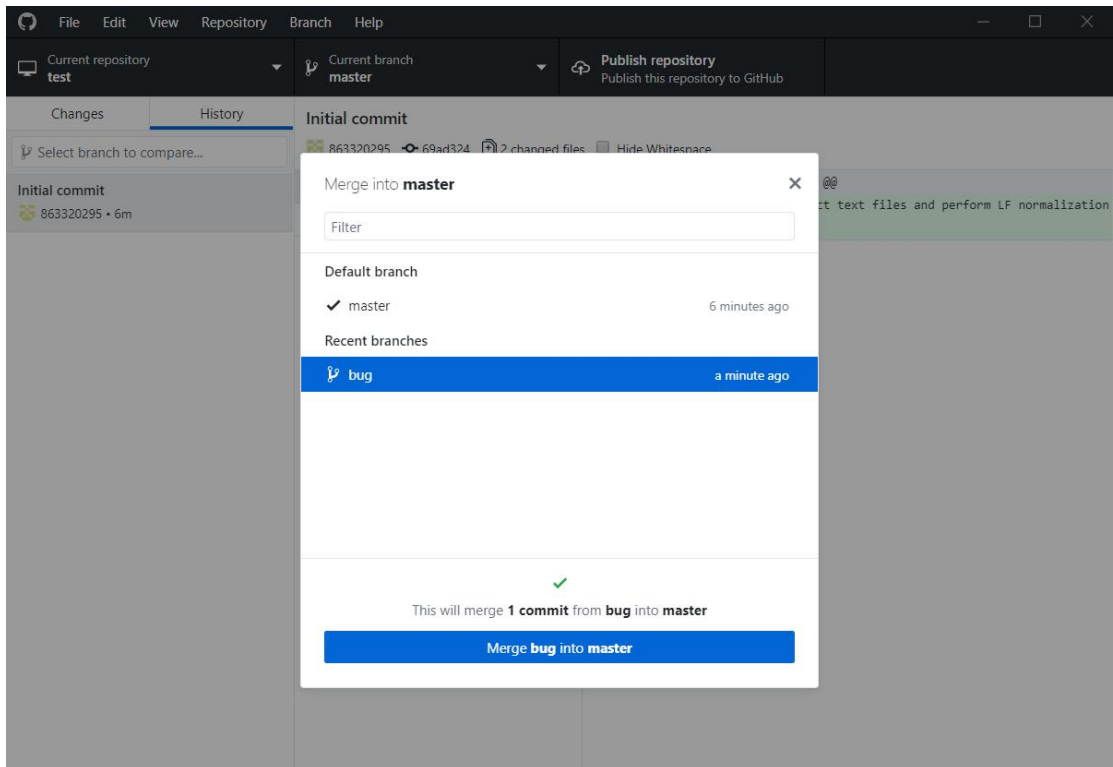 File Edit View Repository Branch Help
Current repository
test
Current branch
master
Publish repository
Publish this repository to GitHub
Changes History
Select branch to compare...
Initial commit
863320295 • 6m
Initial commit
863320295 69ad324 2 changed files Hide Whitespace
@@
ct text files and perform LF normalization
Merge into master
Filter
Default branch
master 6 minutes ago
Recent branches
bug a minute ago
This will merge 1 commit from bug into master
Merge bug into master